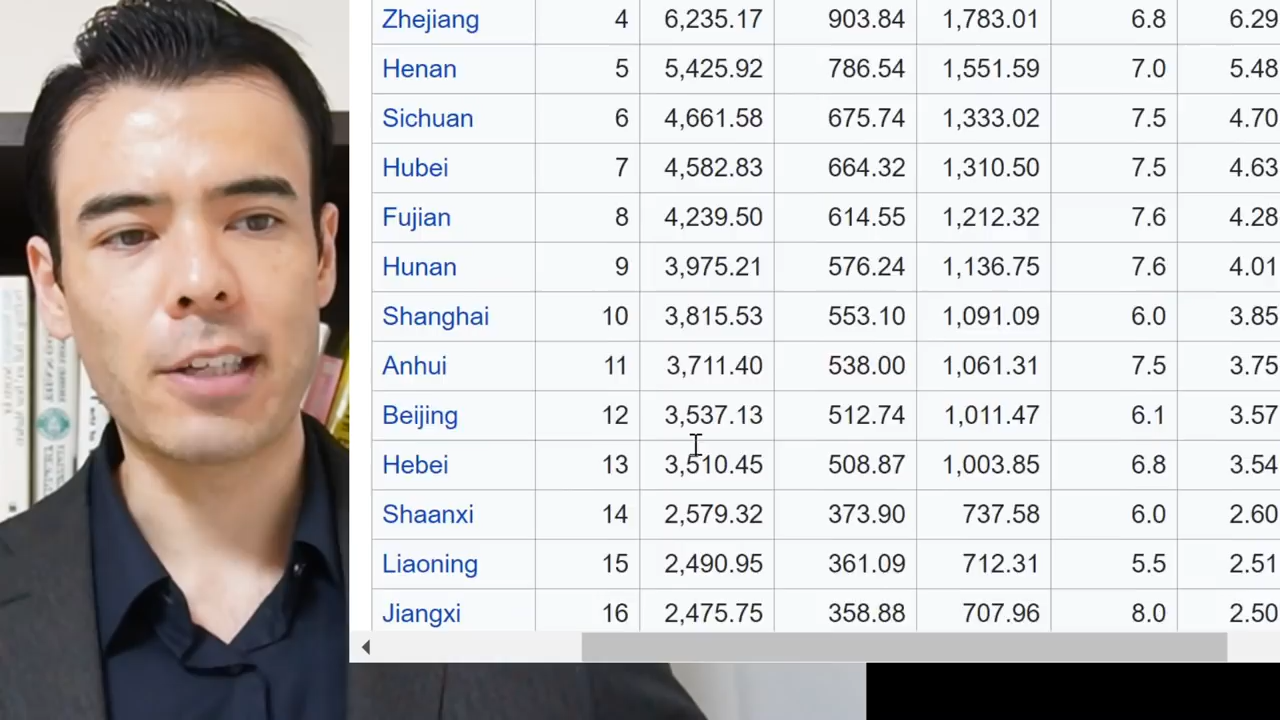 Zhejiang 4 6,235.17 903.84 1,783.01 6.8 6.29
Henan 5 5,425.92 786.54 1,551.59 7.0 5.48
Sichuan 6 4,661.58 675.74 1,333.02 7.5 4.70
Hubei 7 4,582.83 664.32 1,310.50 7.5 4.63
Fujian 8 4,239.50 614.55 1,212.32 7.6 4.28
Hunan 9 3,975.21 576.24 1,136.75 7.6 4.01
Shanghai 10 3,815.53 553.10 1,091.09 6.0 3.85
Anhui 11 3,711.40 538.00 1,061.31 7.5 3.75
Beijing 12 3,537.13 512.74 1,011.47 6.1 3.57
Hebei 13 3,510.45 508.87 1,003.85 6.8 3.54
Shaanxi 14 2,579.32 373.90 737.58 6.0 2.60
Liaoning 15 2,490.95 361.09 712.31 5.5 2.51
Jiangxi 16 2,475.75 358.88 707.96 8.0 2.50